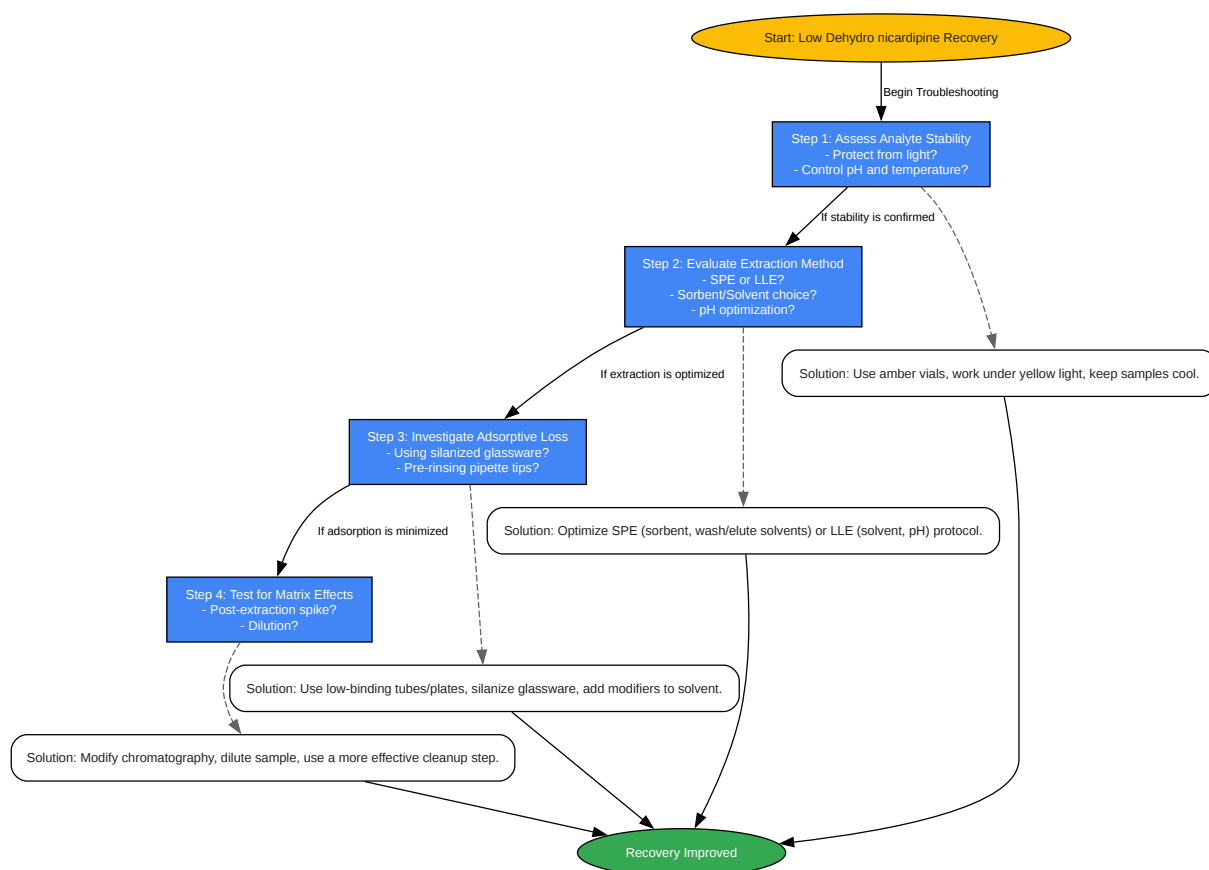 Start: Low Dehydro nicardipine Recovery
Begin Troubleshooting
Step 1: Assess Analyte Stability
- Protect from light?
- Control pH and temperature?
If stability is confirmed
Step 2: Evaluate Extraction Method
- SPE or LLE?
- Sorbent/Solvent choice?
- pH optimization?
Solution: Use amber vials, work under yellow light, keep samples cool.
If extraction is optimized
Step 3: Investigate Adsorptive Loss
- Using silanized glassware?
- Pre-rinsing pipette tips?
Solution: Optimize SPE (sorbent, wash/elute solvents) or LLE (solvent, pH) protocol.
If adsorption is minimized
Step 4: Test for Matrix Effects
- Post-extraction spike?
- Dilution?
Solution: Use low-binding tubes/plates, silanize glassware, add modifiers to solvent.
Solution: Modify chromatography, dilute sample, use a more effective cleanup step.
Recovery Improved